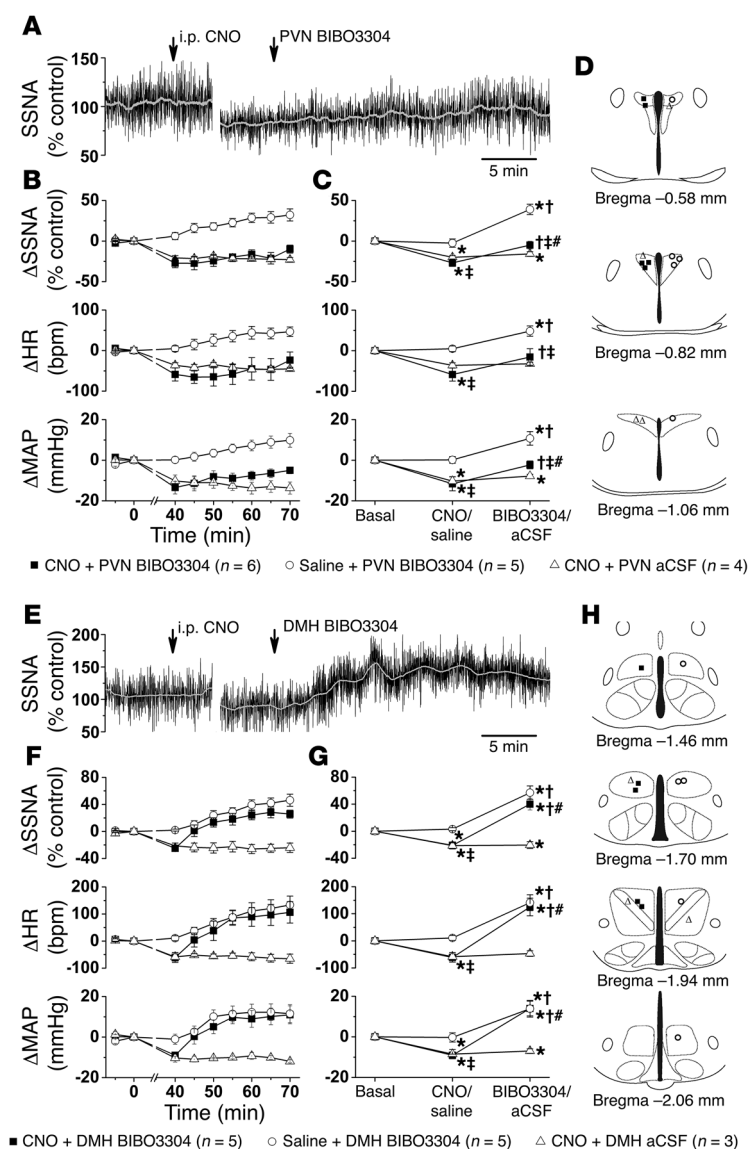 A
i.p. CNO
PVN BIBO3304
SSNA
(% control)
150
100
50
5 min
B
ΔSSNA
(% control)
50
0
-50
ΔHR
(bpm)
100
0
-100
ΔMAP
(mmHg)
20
0
-20
0
40
50
60
70
Time (min)
C
50
0
-50
*
*‡
*†
†‡#
*
100
0
-100
*‡
*†
†‡
20
0
-20
*
*‡
*†
†‡#
*
Basal
CNO/
saline
BIBO3304/
aCSF
D
Bregma –0.58 mm
Bregma –0.82 mm
Bregma –1.06 mm
■ CNO + PVN BIBO3304 (n = 6) ○ Saline + PVN BIBO3304 (n = 5) △ CNO + PVN aCSF (n = 4)
E
i.p. CNO
DMH BIBO3304
SSNA
(% control)
200
150
100
50
5 min
F
ΔSSNA
(% control)
80
40
0
-40
ΔHR
(bpm)
200
100
0
-100
ΔMAP
(mmHg)
20
0
-20
0
40
50
60
70
Time (min)
G
80
40
0
-40
*
*‡
*†
*†#
*
200
100
0
-100
*‡
*†
*†#
20
0
-20
*
*‡
*†
*†#
*
Basal
CNO/
saline
BIBO3304/
aCSF
H
Bregma –1.46 mm
Bregma –1.70 mm
Bregma –1.94 mm
Bregma –2.06 mm
■ CNO + DMH BIBO3304 (n = 5) ○ Saline + DMH BIBO3304 (n = 5) △ CNO + DMH aCSF (n = 3)